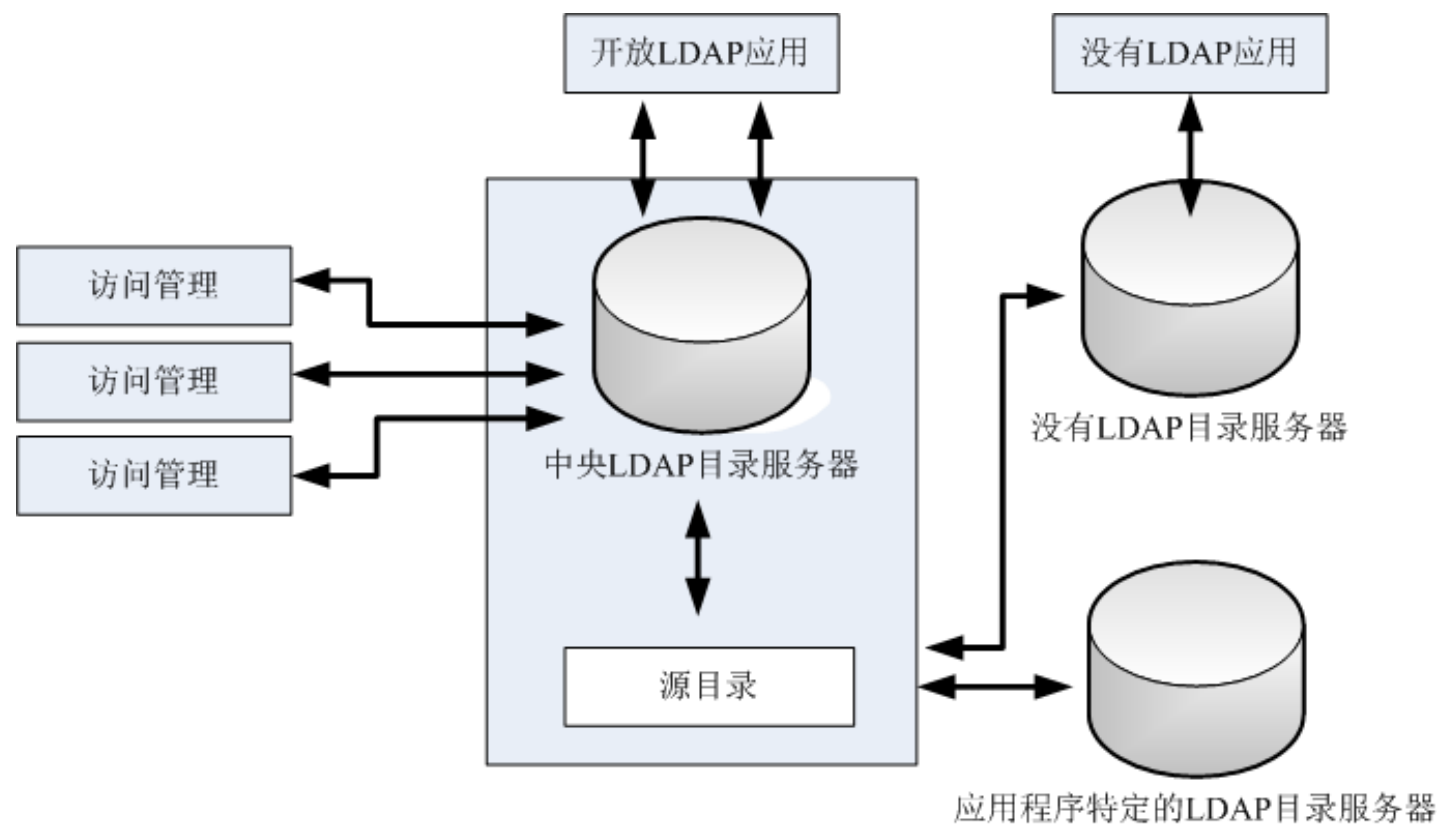 开放LDAP应用
没有LDAP应用
访问管理
访问管理
访问管理
中央LDAP目录服务器
没有LDAP目录服务器
源目录
应用程序特定的LDAP目录服务器